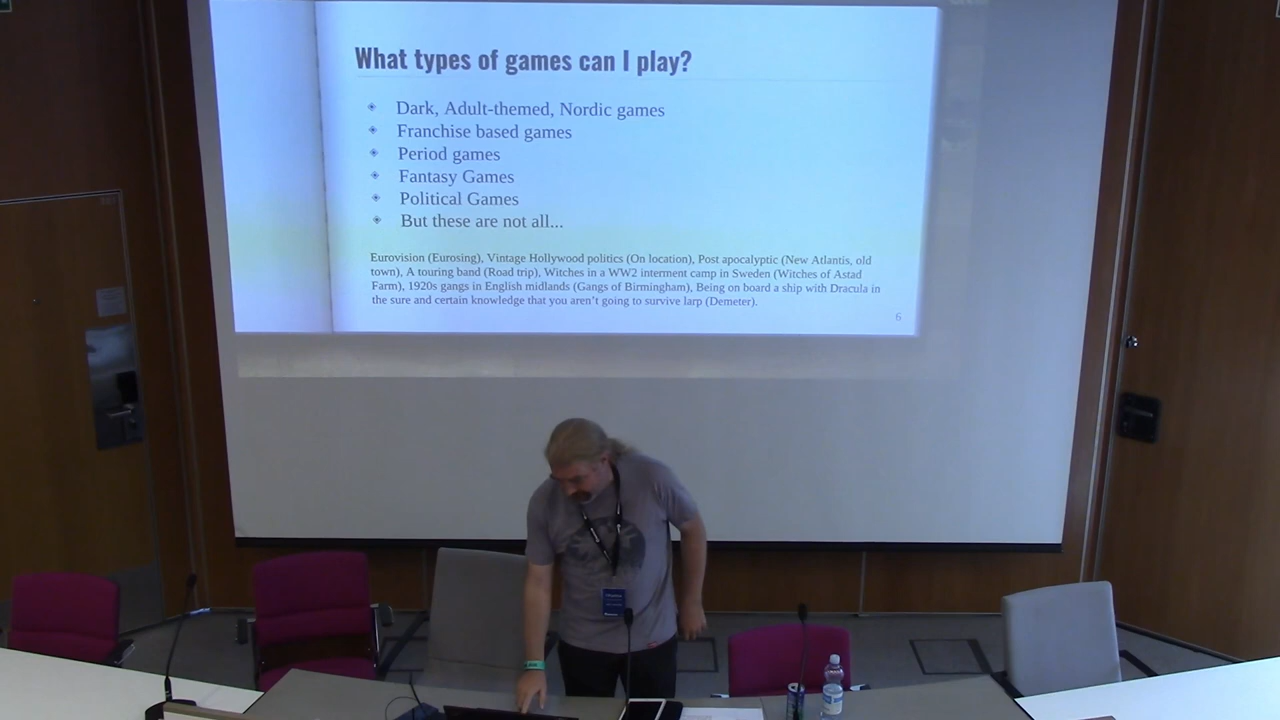 What types of games can I play?
Dark, Adult-themed, Nordic games
Franchise based games
Period games
Fantasy Games
Political Games
But these are not all...
Eurovision (Eurosing), Vintage Hollywood politics (On location), Post apocalyptic (New Atlantis, old
town), A touring band (Road trip), Witches in a WW2 interment camp in Sweden (Witches of Astad
Farm), 1920s gangs in English midlands (Gangs of Birmingham), Being on board a ship with Dracula in
the sure and certain knowledge that you aren't going to survive larp (Demeter).
6